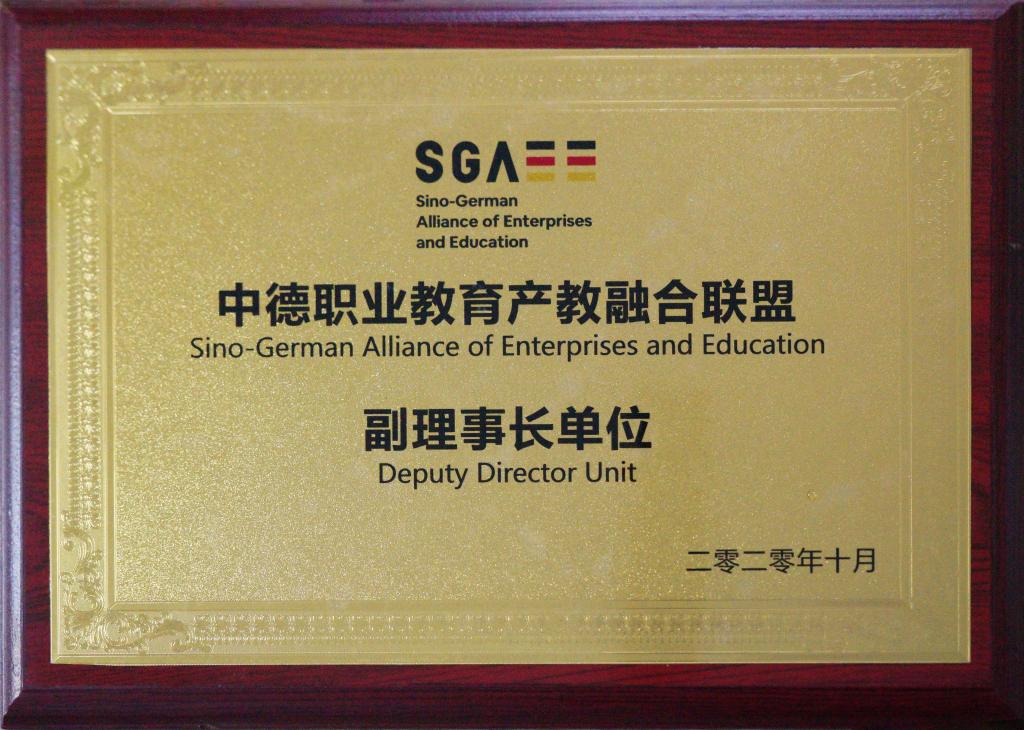 SGAEE
Sino-German
Alliance of Enterprises
and Education
中德职业教育产教融合联盟
Sino-German Alliance of Enterprises and Education
副理事长单位
Deputy Director Unit
二零二零年十月